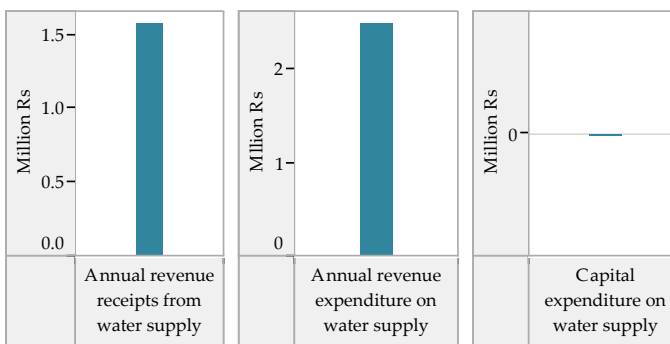 Million Rs
1.5
1.0
0.5
0.0
Annual revenue
receipts from
water supply
Million Rs
2
1
0
Annual revenue
expenditure on
water supply
Million Rs
0
Capital
expenditure on
water supply